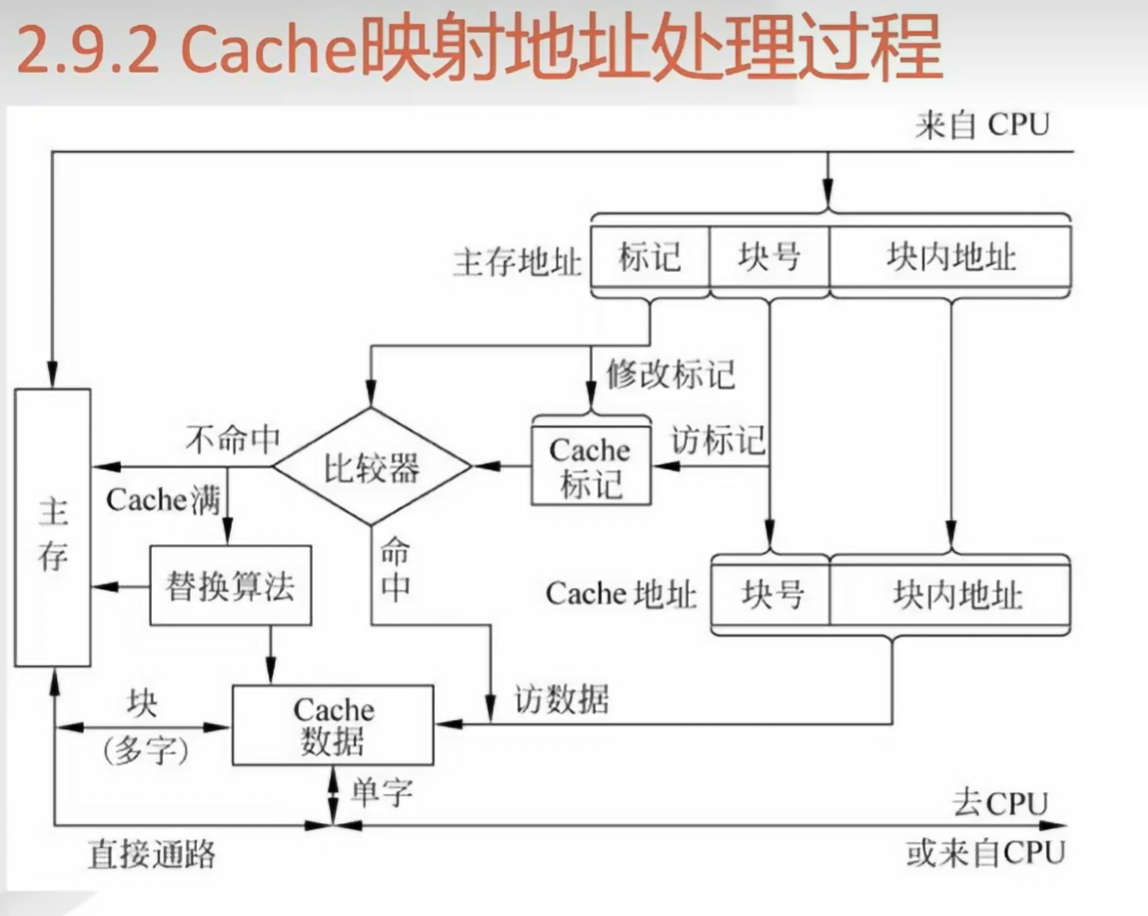 2.9.2 Cache映射地址处理过程
来自 CPU
主存地址
标记
块号
块内地址
修改标记
不命中
比较器
Cache
标记
访标记
主
存
Cache满
命
中
替换算法
Cache 地址
块号
块内地址
块
(多字)
Cache
数据
访数据
单字
去CPU
直接通路
或来自CPU